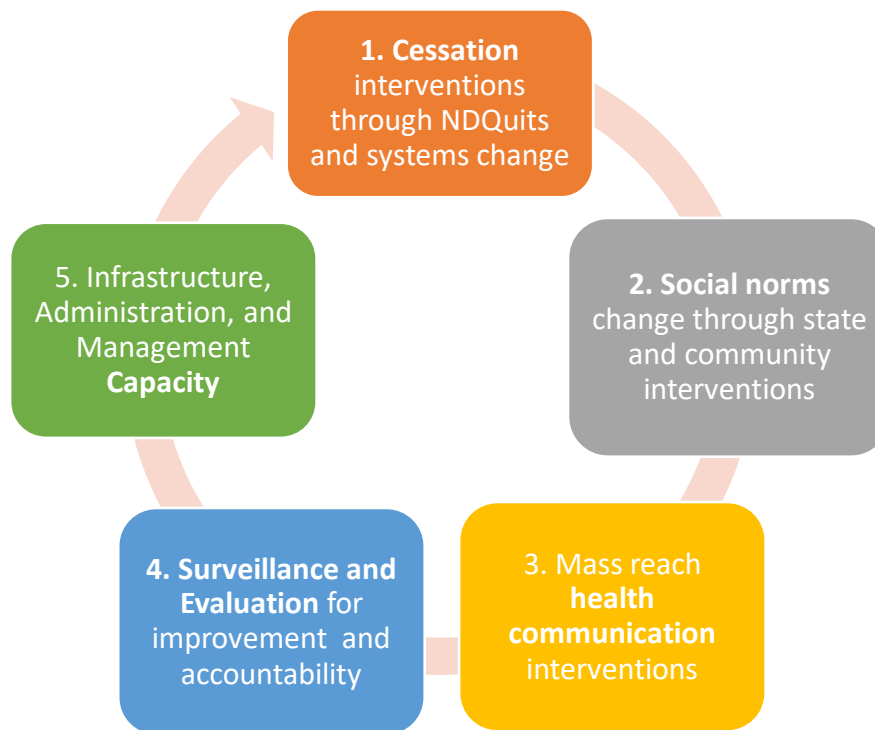 1. Cessation
interventions
through NDQuits
and systems change
2. Social norms
change through state
and community
interventions
3. Mass reach
health
communication
interventions
4. Surveillance and
Evaluation for
improvement and
accountability
5. Infrastructure,
Administration, and
Management
Capacity